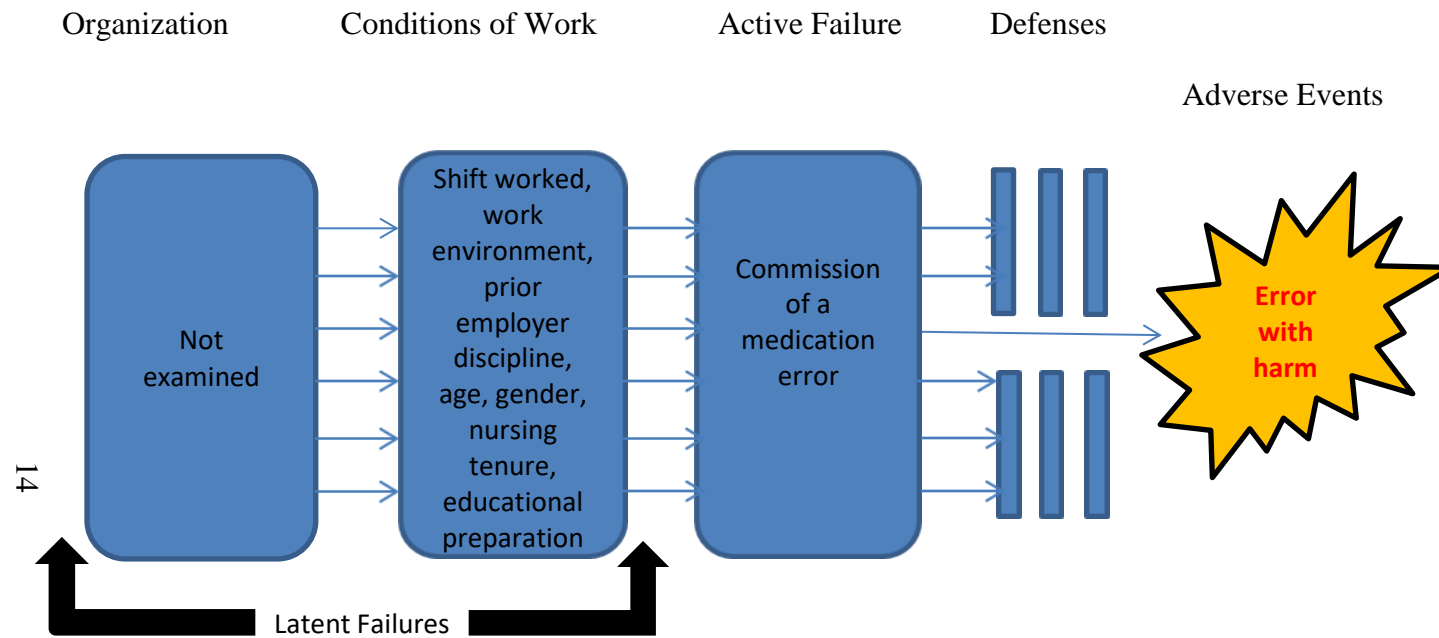 Organization
Conditions of Work
Active Failure
Defenses
Adverse Events
Not
examined
Shift worked,
work
environment,
prior
employer
discipline,
age, gender,
nursing
tenure,
educational
preparation
Commission
of a
medication
error
Error
with
harm
14
Latent Failures